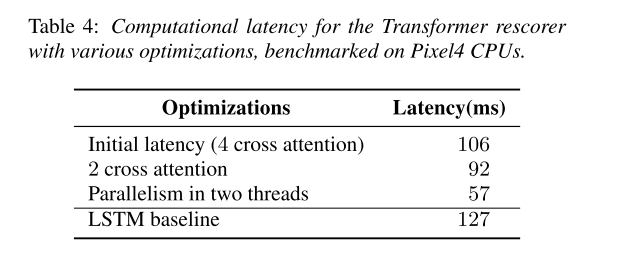 Table 4: Computational latency for the Transformer rescorer
with various optimizations, benchmarked on Pixel4 CPUs.
Optimizations Latency(ms)
Initial latency (4 cross attention) 106
2 cross attention 92
Parallelism in two threads 57
LSTM baseline 127